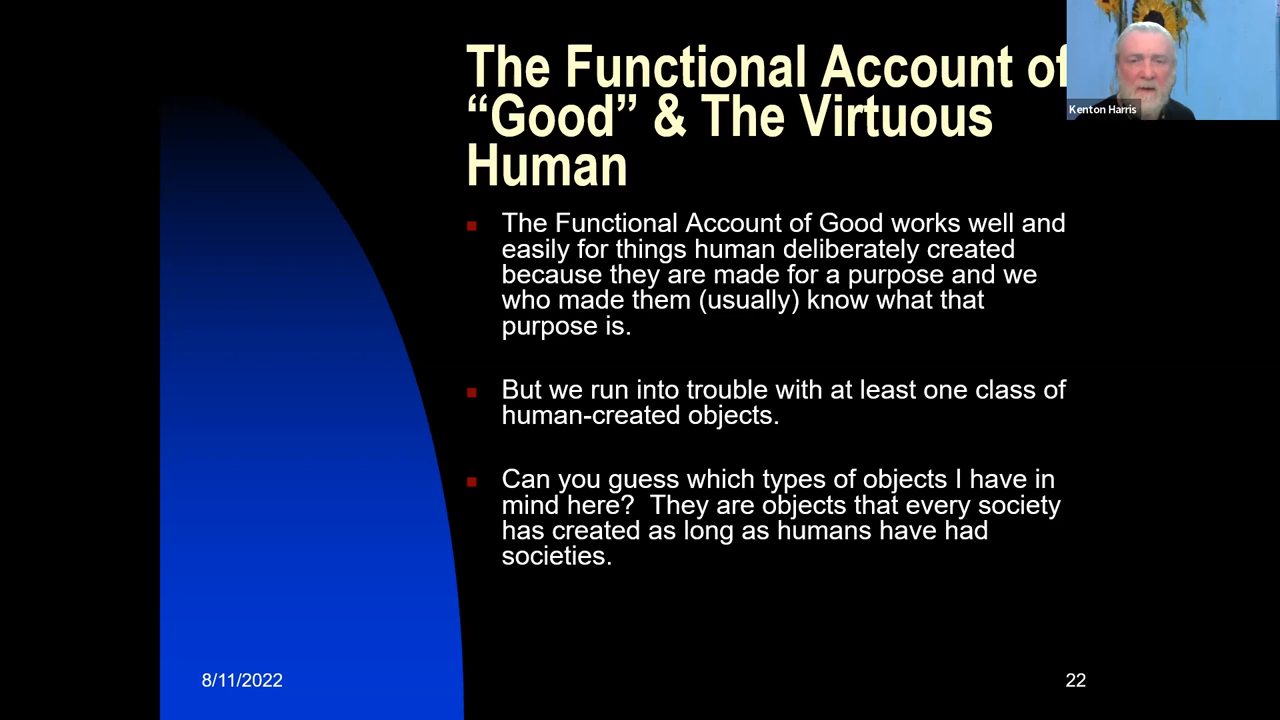 The Functional Account of
“Good” & The Virtuous
Human
Kenton Harris
The Functional Account of Good works well and
easily for things human deliberately created
because they are made for a purpose and we
who made them (usually) know what that
purpose is.
But we run into trouble with at least one class of
human-created objects.
Can you guess which types of objects I have in
mind here?  They are objects that every society
has created as long as humans have had
societies.
8/11/2022
22